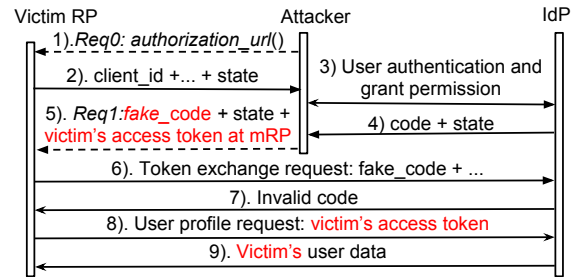 Victim RP
Attacker
IdP
1).Req0: authorization_url()
2). client_id +... + state
3) User authentication and
grant permission
4) code + state
5). Req1:fake_code + state +
victim's access token at mRP
6). Token exchange request: fake_code + ...
7). Invalid code
8). User profile request: victim's access token
9). Victim's user data